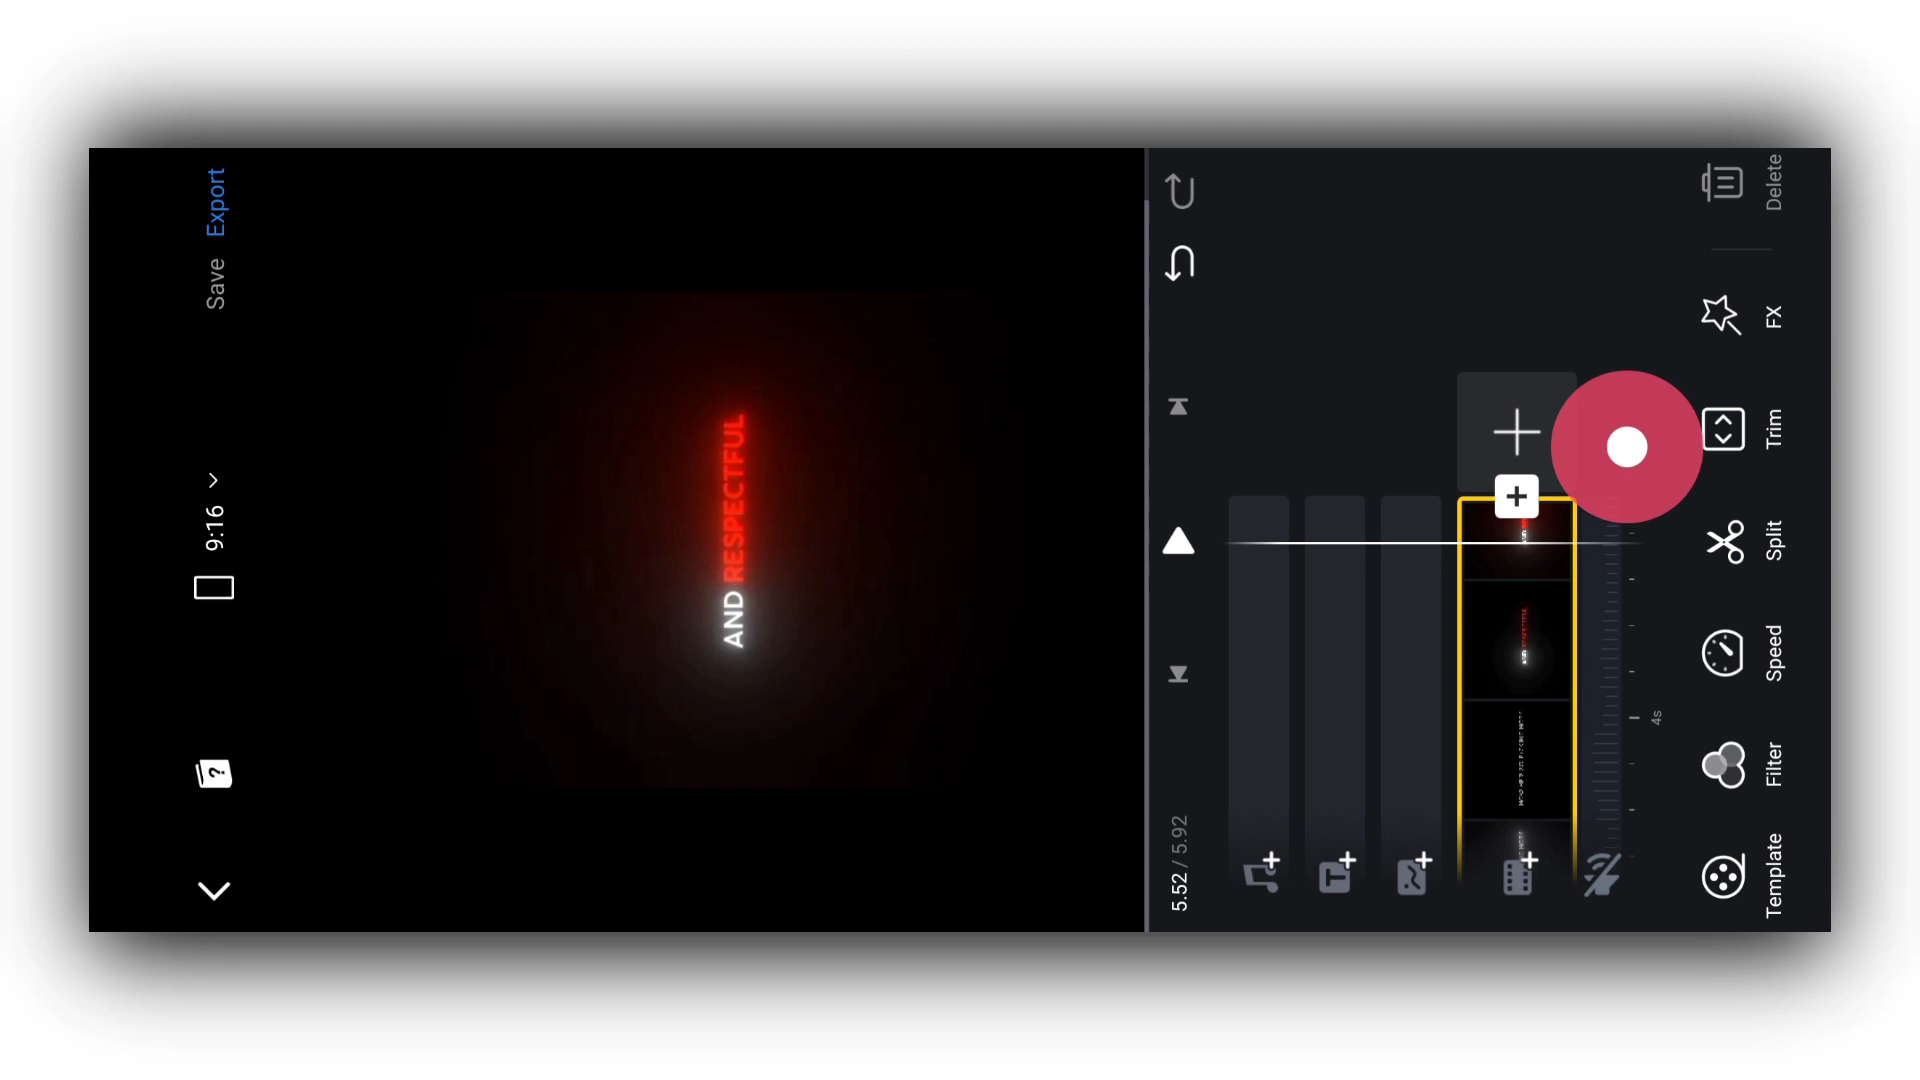 9:16
Save
Export
AND RESPECTFUL
5.52 / 5.92
T
4s
Template
Filter
Speed
Split
Trim
FX
Delete